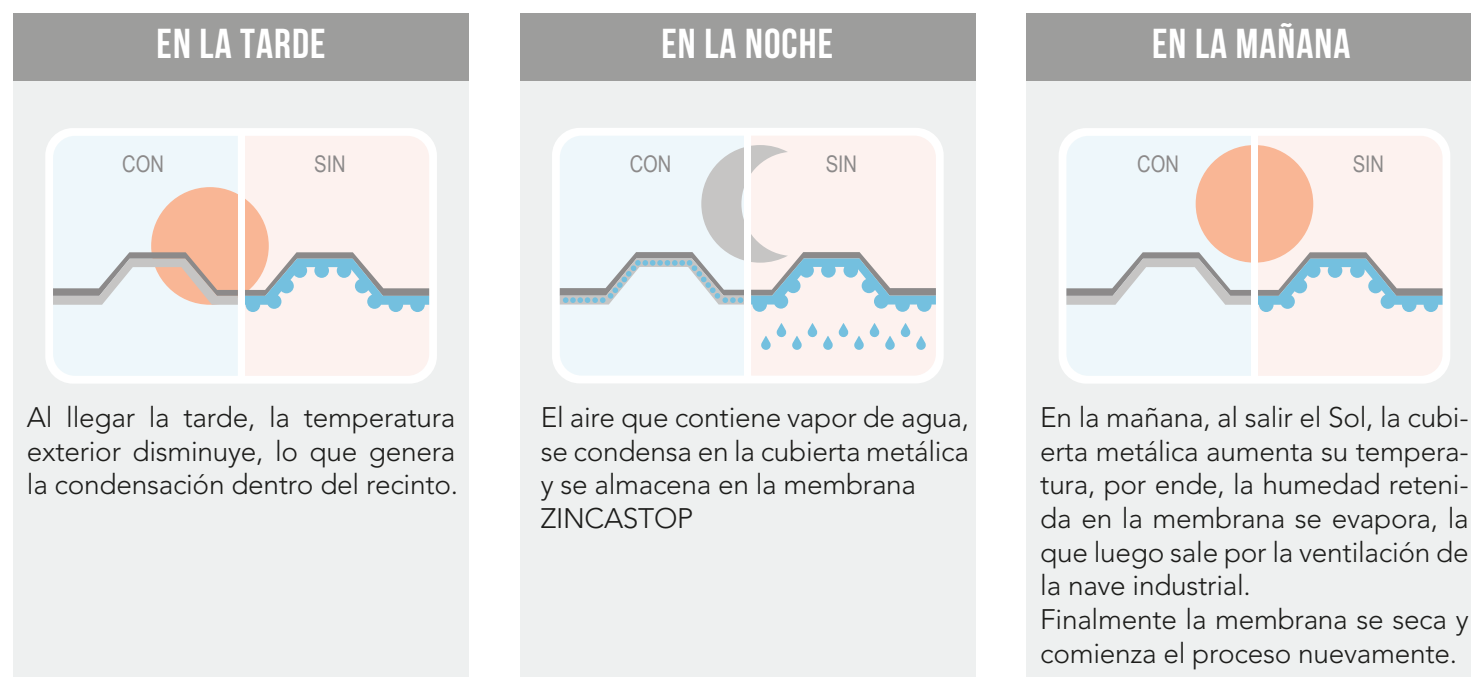 EN LA TARDE
CON
SIN
Al llegar la tarde, la temperatura
exterior disminuye, lo que genera
la condensación dentro del recinto.
EN LA NOCHE
CON
SIN
El aire que contiene vapor de agua,
se condensa en la cubierta metálica
y se almacena en la membrana
ZINCASTOP
EN LA MAÑANA
CON
SIN
En la mañana, al salir el Sol, la cubi-
erta metálica aumenta su tempera-
tura, por ende, la humedad reteni-
da en la membrana se evapora, la
que luego sale por la ventilación de
la nave industrial.
Finalmente la membrana se seca y
comienza el proceso nuevamente.